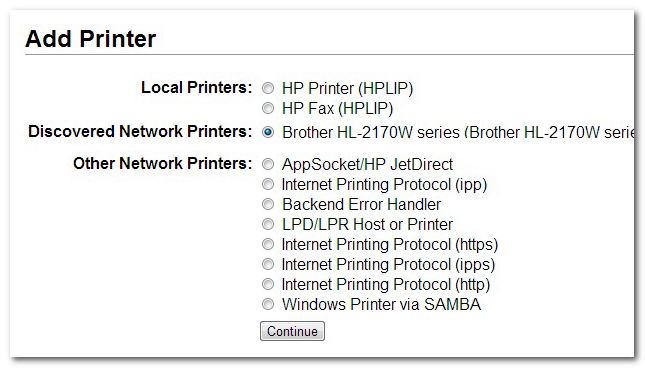 Add Printer
Local Printers: HP Printer (HPLIP)
HP Fax (HPLIP)
Discovered Network Printers: Brother HL-2170W series (Brother HL-2170W
Other Network Printers: AppSocket/HP JetDirect
Internet Printing Protocol (ipp)
Backend Error Handler
LPD/LPR Host or Printer
Internet Printing Protocol (https)
Internet Printing Protocol (ipps)
Internet Printing Protocol (http)
Windows Printer via SAMBA
Continue